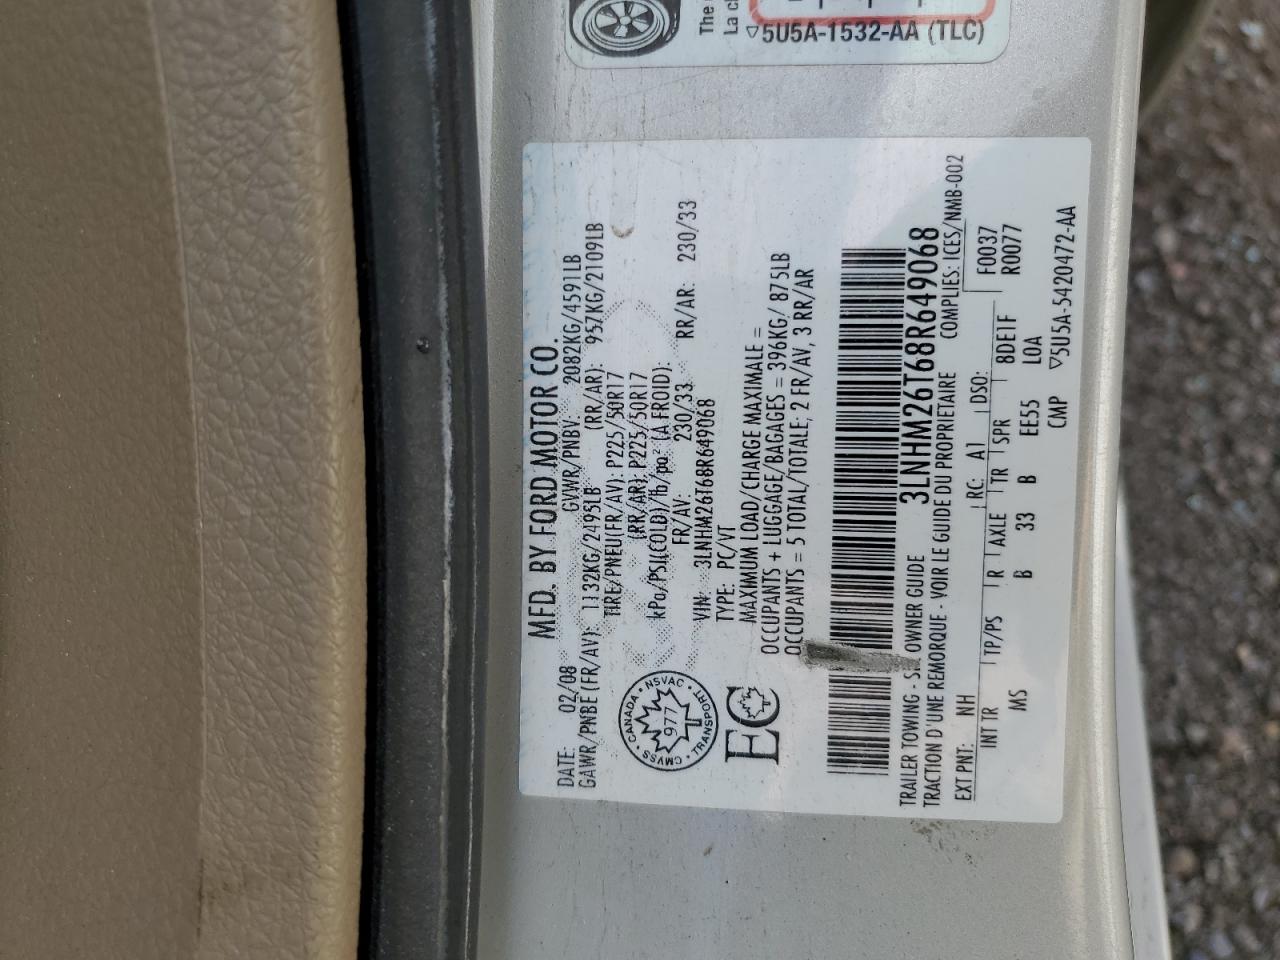 The
La c
5U5A-1532-AA (TLC)
MFD. BY FORD MOTOR CO.
DATE: 02/08 GVWR/PNBV: 2082KG/4591LB
GAWR/PNBE(FR/AV): 1132KG/2495LB (RR/AR): 957KG/2109LB
TIRE/PNEU(FR/AV): P225/50R17
(RR/AR): P225/50R17
kPa/PSI(COLD)/lb/po² (A FROID):
FR/AV: 230/33 RR/AR: 230/33
VIN: 3LNHM26T68R649068
TYPE: PC/VT
CANADA • NSVAC • TRANSPORT • CMVSS
977
EC
MAXIMUM LOAD/CHARGE MAXIMALE =
OCCUPANTS + LUGGAGE/BAGAGES = 396KG/ 875LB
OCCUPANTS = 5 TOTAL/TOTALE, 2 FR/AV, 3 RR/AR
3LNHM26T68R649068
TRAILER TOWING - OWNER GUIDE
TRACTION D'UNE REMORQUE - VOIR LE GUIDE DU PROPRIETAIRE COMPLIES: ICES/NMB-002
EXT PNT: NH RC: A1 DSO: F0037
INT TR TP/PS R AXLE TR SPR 8DE1F R0077
MS B 33 B EE55 LOA
CMP 5U5A-5420472-AA